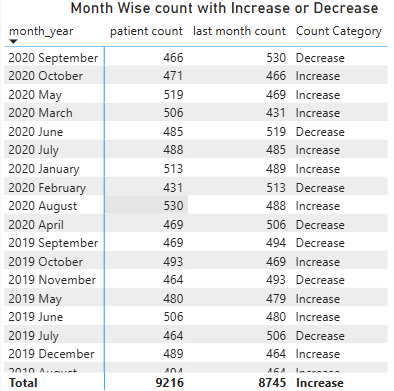 Month Wise count with Increase or Decrease
month_year patient count last month count Count Category
2020 September 466 530 Decrease
2020 October 471 466 Increase
2020 May 519 469 Increase
2020 March 506 431 Increase
2020 June 485 519 Decrease
2020 July 488 485 Increase
2020 January 513 489 Increase
2020 February 431 513 Decrease
2020 August 530 488 Increase
2020 April 469 506 Decrease
2019 September 469 494 Decrease
2019 October 493 469 Increase
2019 November 464 493 Decrease
2019 May 480 479 Increase
2019 June 506 480 Increase
2019 July 464 506 Decrease
2019 December 489 464 Increase
2019 August 494 464 Increase
Total 9216 8745 Increase